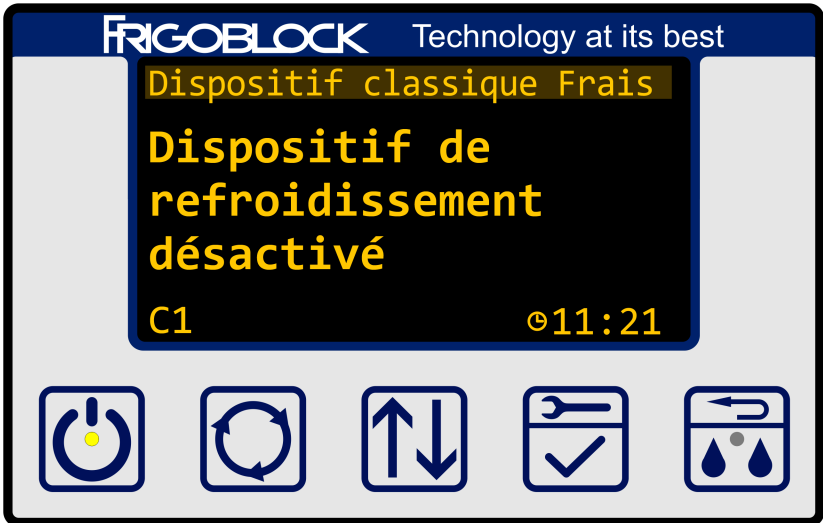 FRIGOBLOCK Technology at its best
Dispositif classique Frais
Dispositif de
refroidissement
désactivé
C1 11:21